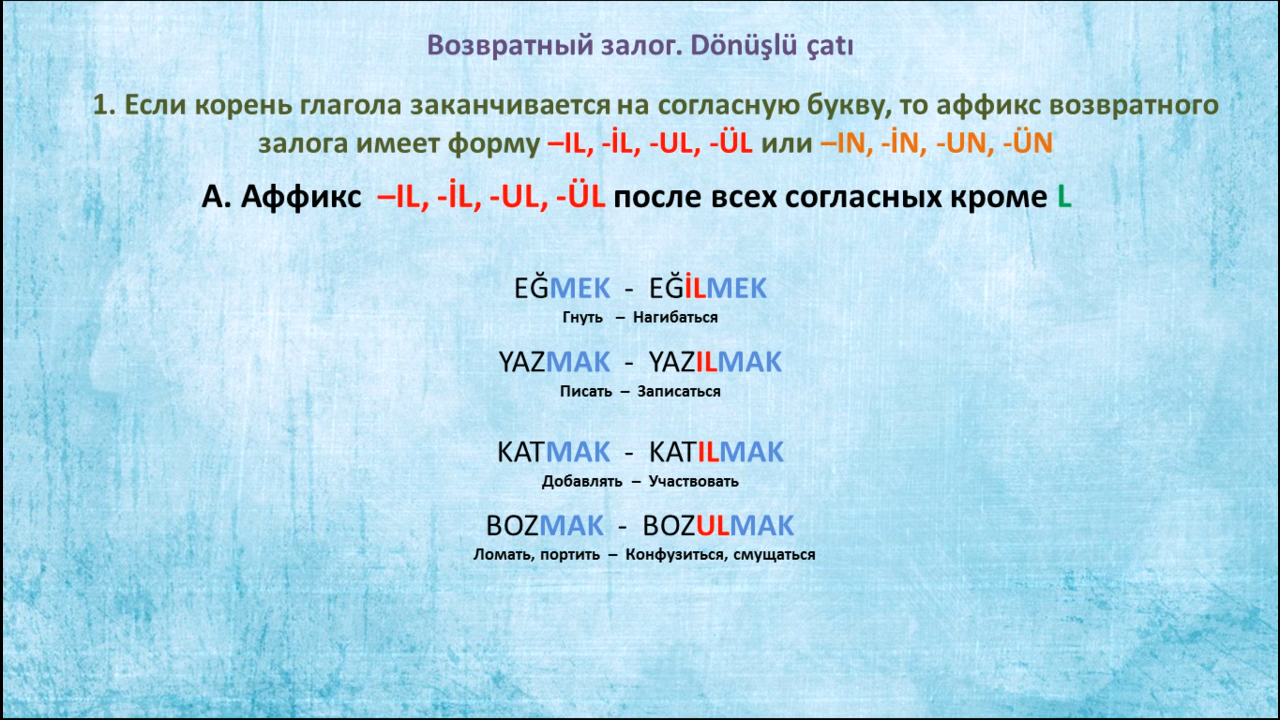 Возвратный залог. Dönüşlü çatı
1. Если корень глагола заканчивается на согласную букву, то аффикс возвратного
залога имеет форму –IL, -İL, -UL, -ÜL или –IN, -İN, -UN, -ÜN
А. Аффикс –IL, -İL, -UL, -ÜL после всех согласных кроме L
EĞMEK - EĞİLMEK
Гнуть – Нагибаться
YAZMAK - YAZILMAK
Писать – Записаться
KATMAK - KATILMAK
Добавлять – Участвовать
BOZMAK - BOZULMAK
Ломать, портить – Конфузиться, смущаться